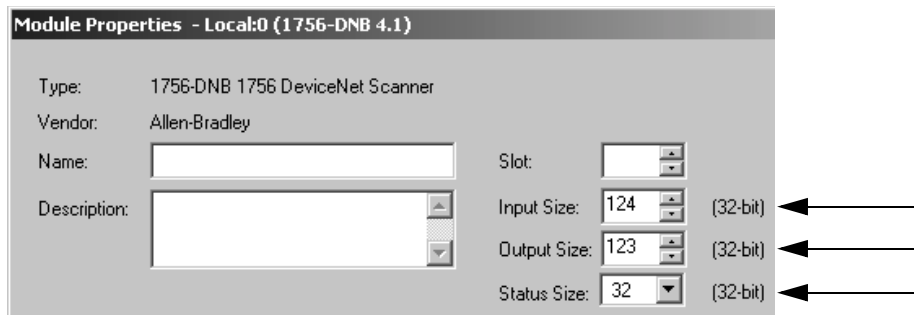 Module Properties - Local:0 (1756-DNB 4.1)
Type: 1756-DNB 1756 DeviceNet Scanner
Vendor: Allen-Bradley
Name: Slot:
Description: Input Size: 124 (32-bit)
Output Size: 123 (32-bit)
Status Size: 32 (32-bit)